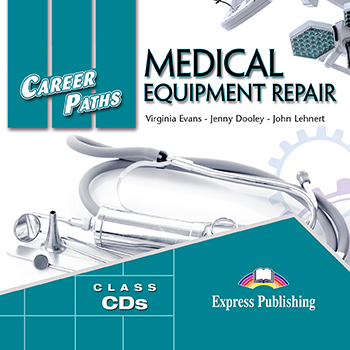 CAREER
PATHS
MEDICAL
EQUIPMENT REPAIR
Virginia Evans - Jenny Dooley - John Lehnert
CLASS
CDs
Express Publishing